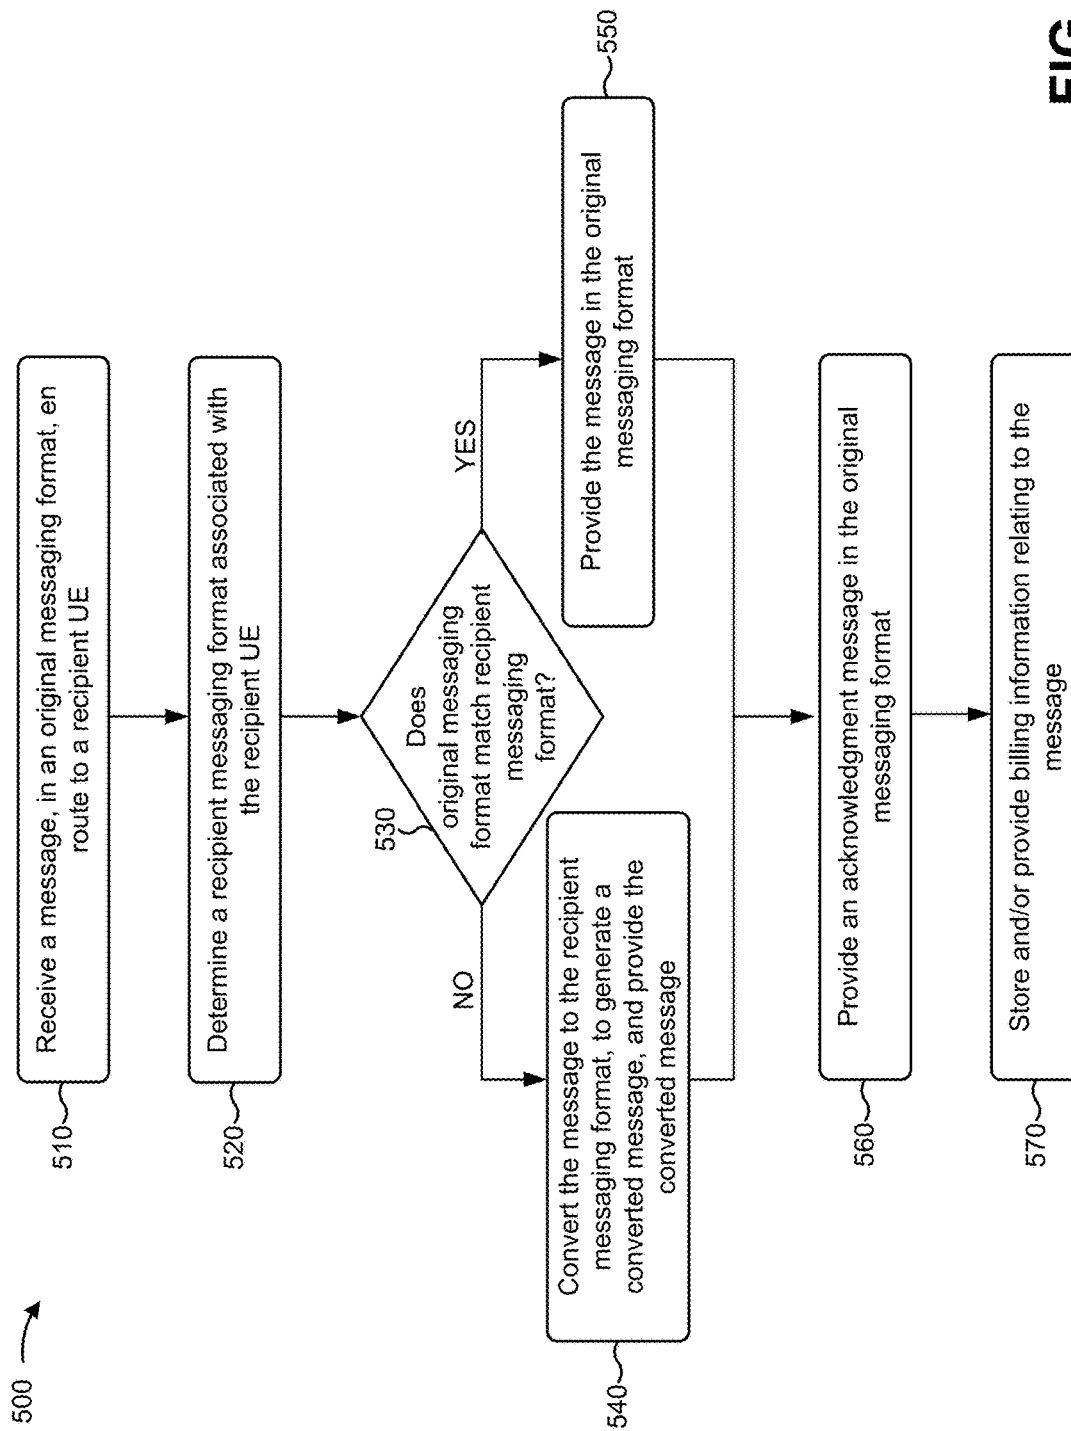 500
510
Receive a message, in an original messaging format, en
route to a recipient UE
520
Determine a recipient messaging format associated with
the recipient UE
530
Does
original messaging
format match recipient
messaging
format?
NO
YES
540
Convert the message to the recipient
messaging format, to generate a
converted message, and provide the
converted message
550
Provide the message in the original
messaging format
560
Provide an acknowledgment message in the original
messaging format
570
Store and/or provide billing information relating to the
message